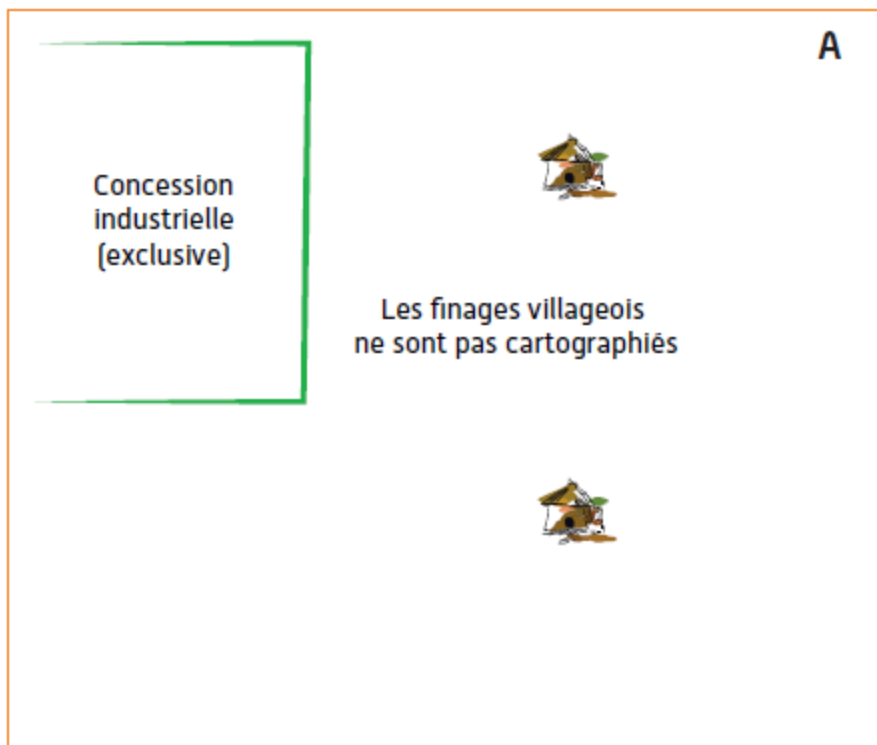 A
Concession
industrielle
(exclusive)
Les finages villageois
ne sont pas cartographiés